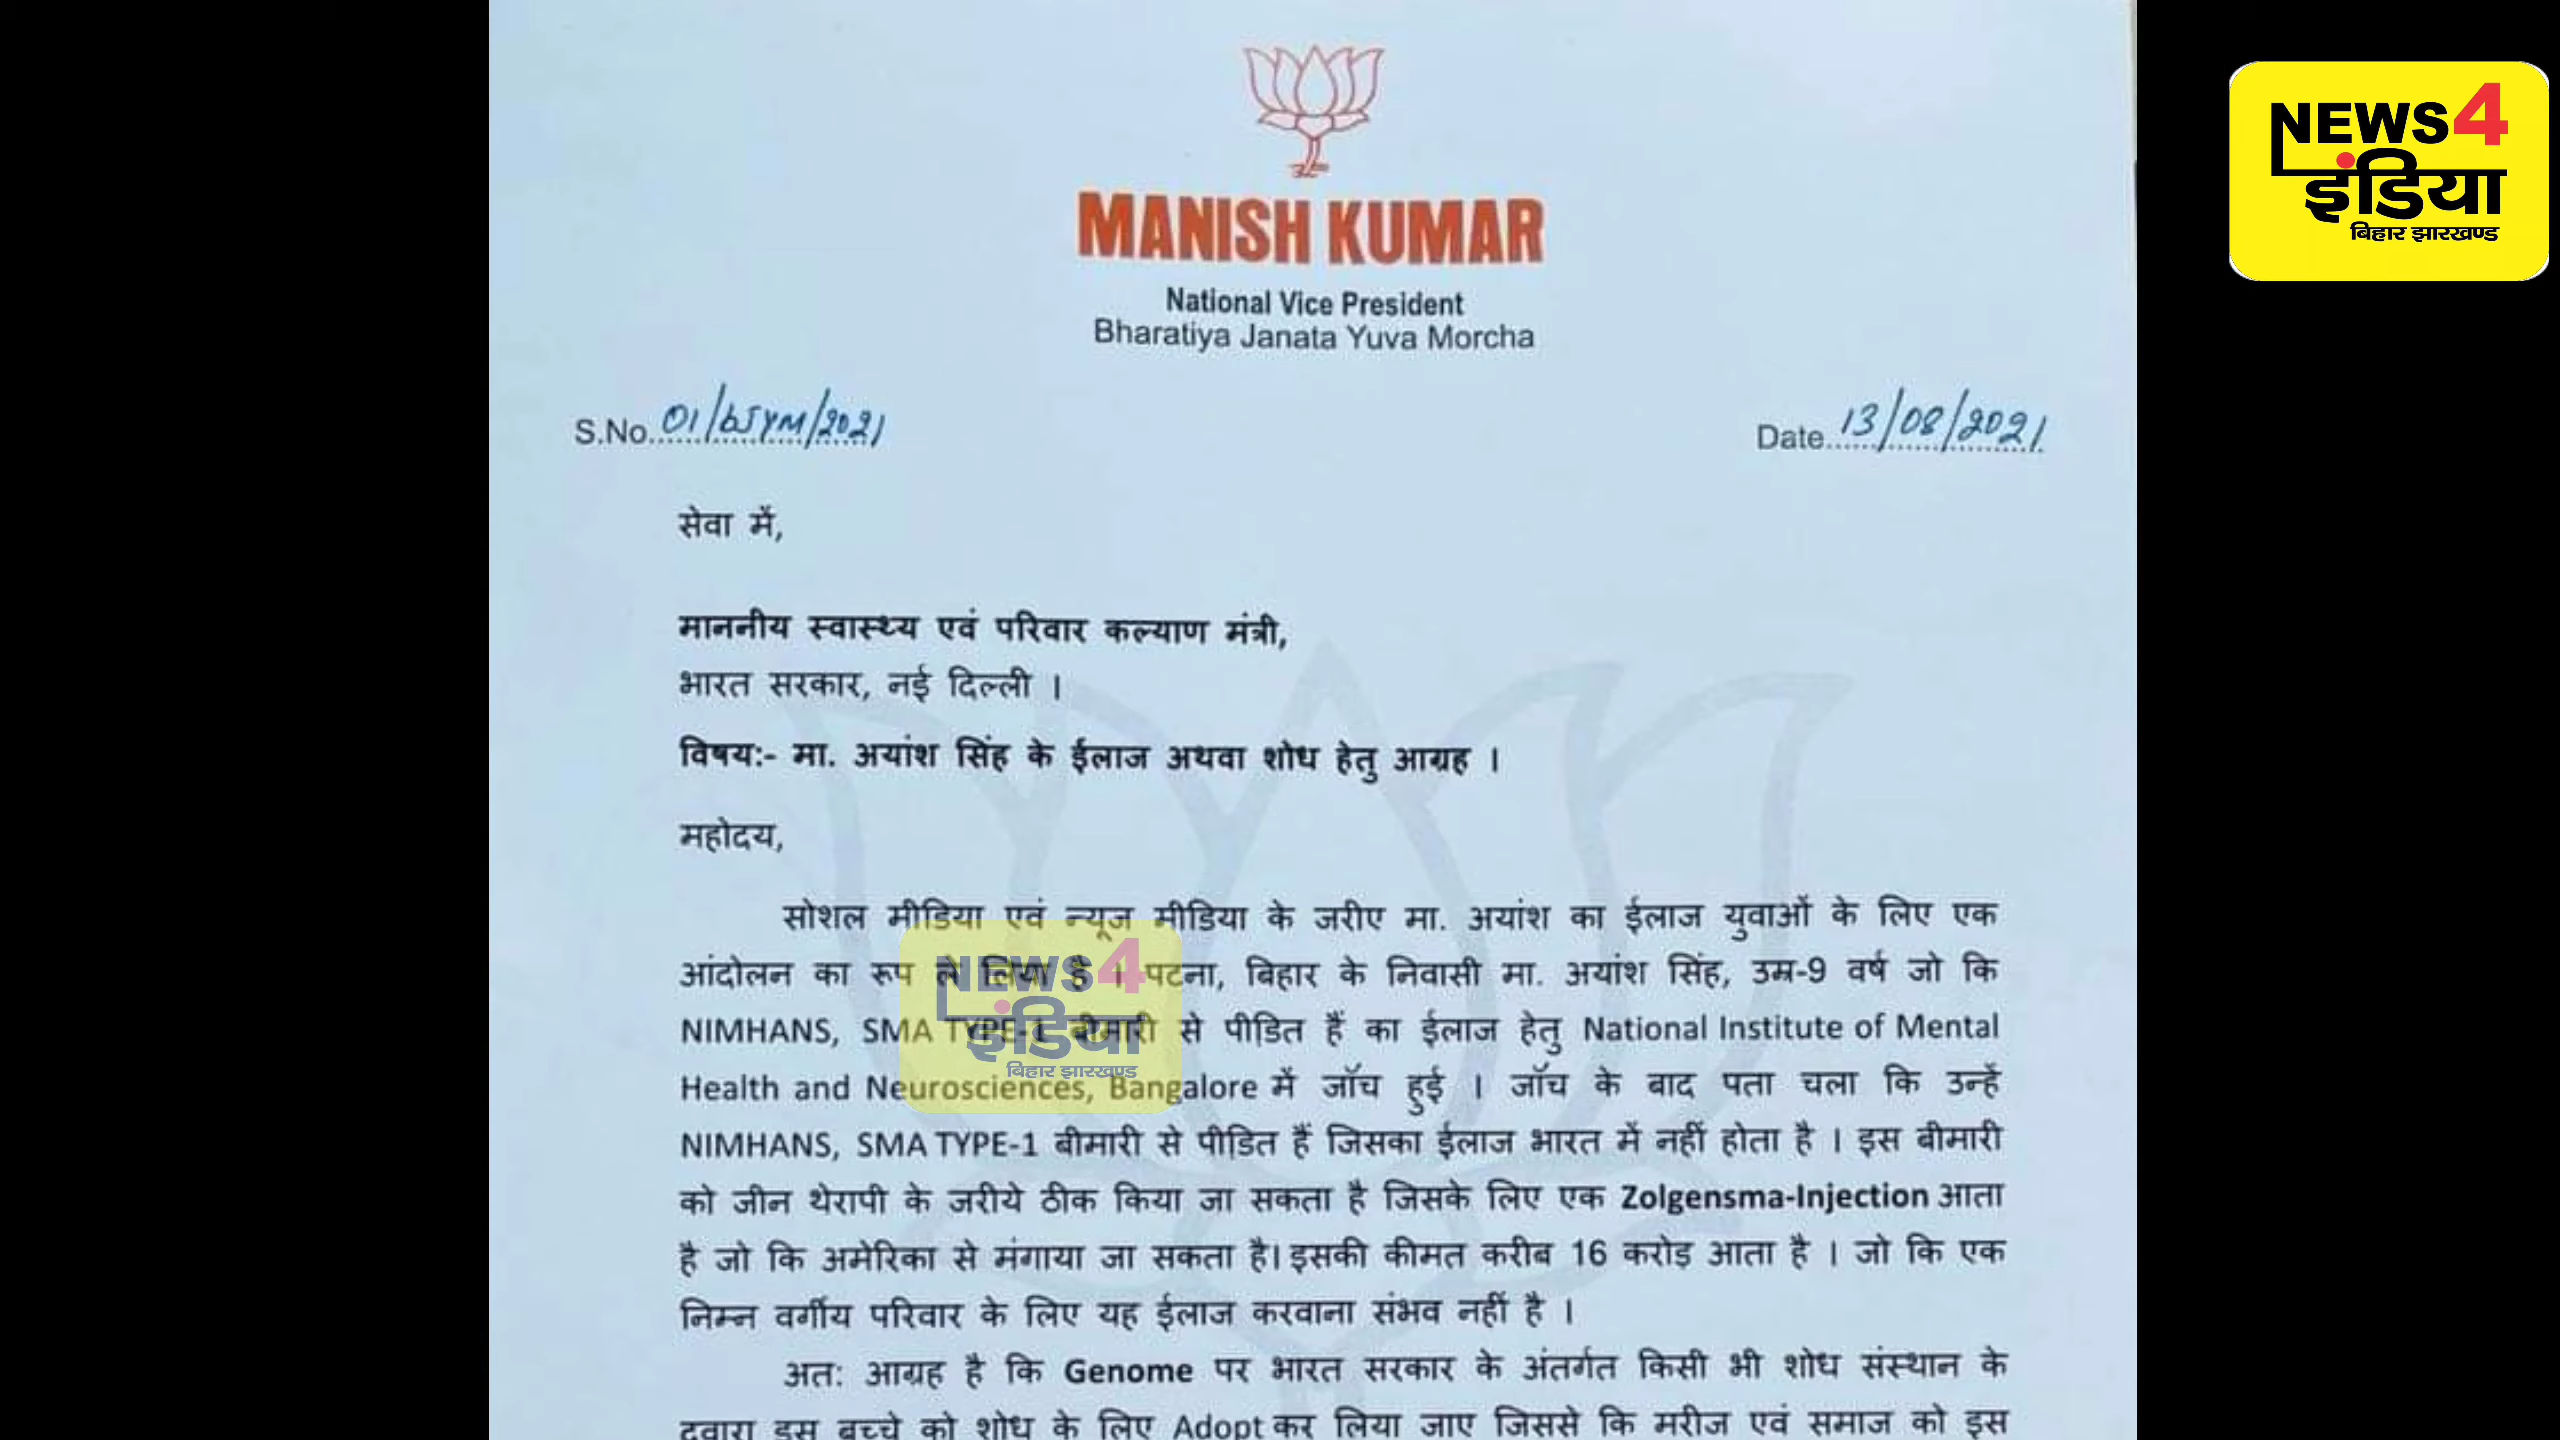 NEWS4
इंडिया
बिहार झारखण्ड
MANISH KUMAR
National Vice President
Bharatiya Janata Yuva Morcha
S.No. 01/bJYM/2021
Date 13/08/2021
सेवा में,
माननीय स्वास्थ्य एवं परिवार कल्याण मंत्री,
भारत सरकार, नई दिल्ली ।
विषय:- मा. अयांश सिंह के ईलाज अथवा शोध हेतु आग्रह ।
महोदय,
सोशल मीडिया एवं न्यूज मीडिया के जरीए मा. अयांश का ईलाज युवाओं के लिए एक
आंदोलन का रूप ले लिया है । पटना, बिहार के निवासी मा. अयांश सिंह, उम्र-9 वर्ष जो कि
NIMHANS, SMA TYPE-1 बीमारी से पीडि़त हैं का ईलाज हेतु National Institute of Mental
Health and Neurosciences, Bangalore में जॉच हुई । जॉच के बाद पता चला कि उन्हें
NIMHANS, SMA TYPE-1 बीमारी से पीडि़त हैं जिसका ईलाज भारत में नहीं होता है । इस बीमारी
को जीन थेरापी के जरीये ठीक किया जा सकता है जिसके लिए एक Zolgensma-Injection आता
है जो कि अमेरिका से मंगाया जा सकता है। इसकी कीमत करीब 16 करोड़ आता है । जो कि एक
निम्न वर्गीय परिवार के लिए यह ईलाज करवाना संभव नहीं है ।
अत: आग्रह है कि Genome पर भारत सरकार के अंतर्गत किसी भी शोध संस्थान के
द्वारा इस बच्चे को शोध के लिए Adopt कर लिया जाए जिससे कि मरीज एवं समाज को इस
NEWS4
इंडिया
बिहार झारखण्ड